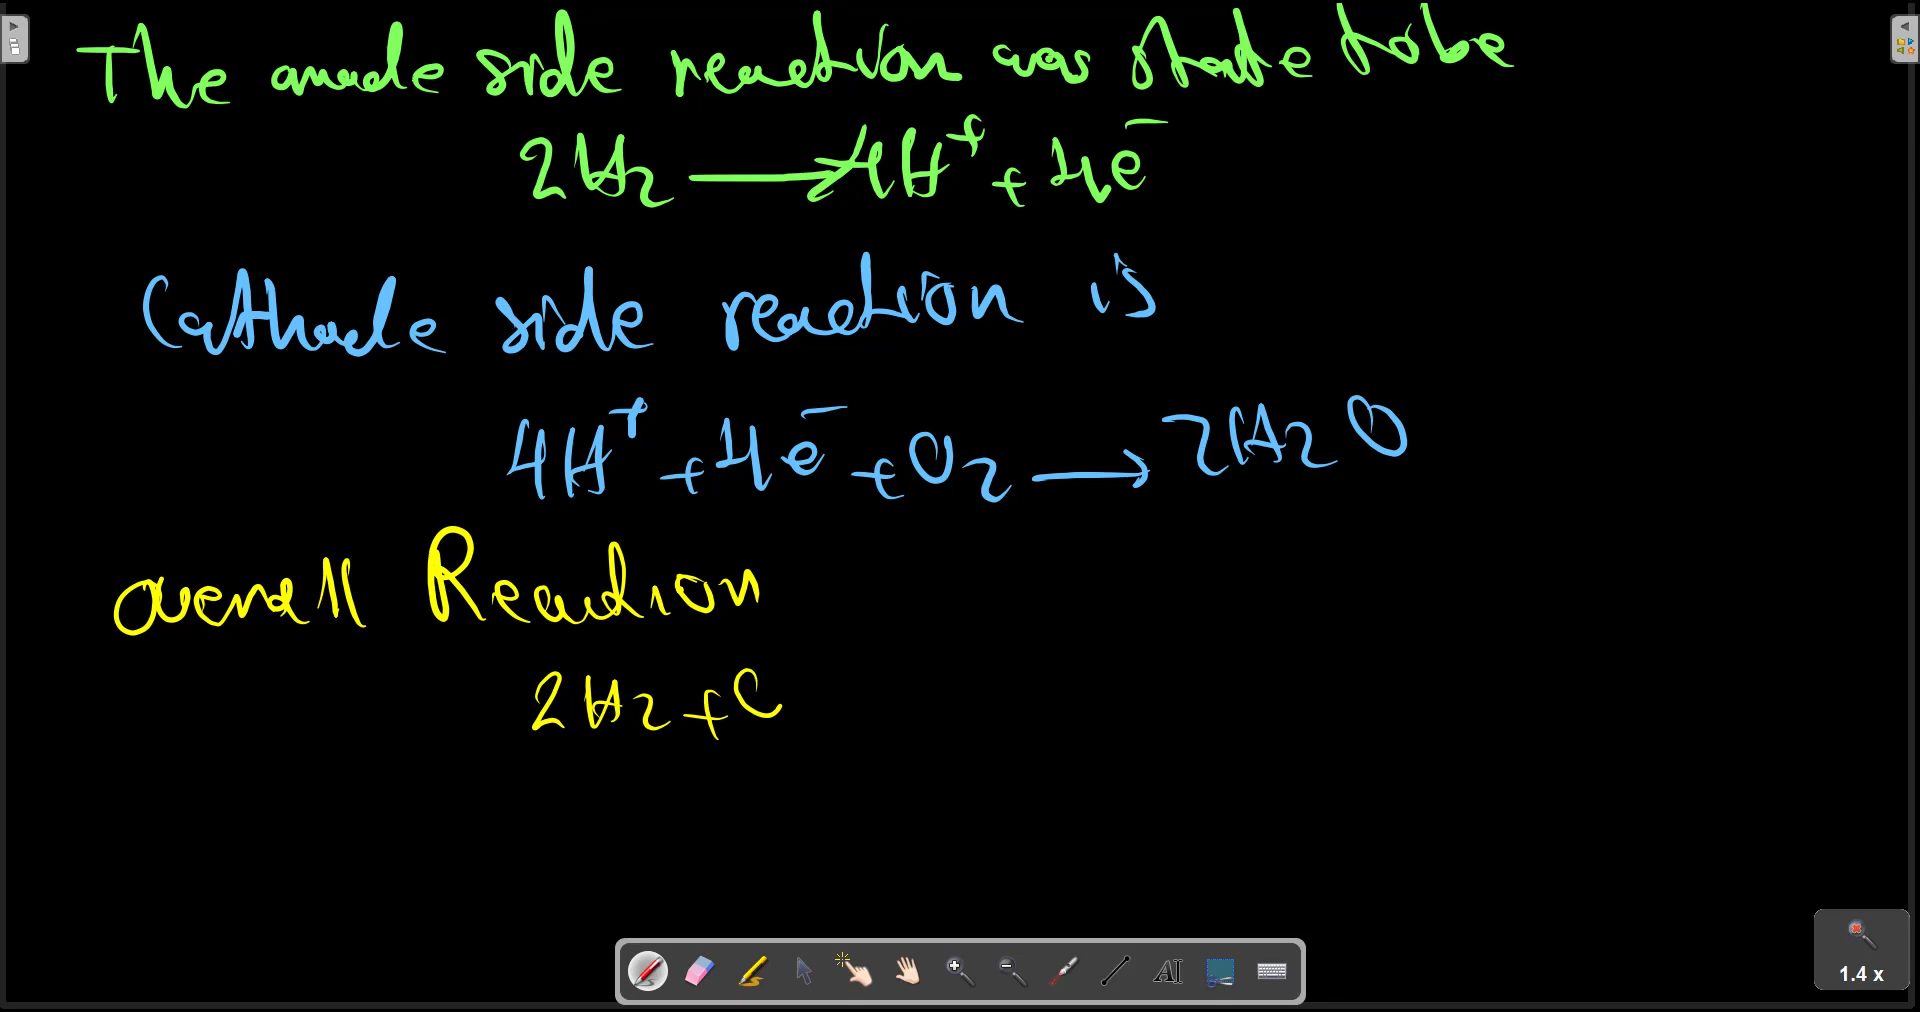 The anode side reaction was state to be
2H₂ → 4H⁺ + 4e⁻
Cathode side reaction is
4H⁺ + 4e⁻ + O₂ → 2H₂O
overall Reaction
2H₂ + C
AI
1.4 x